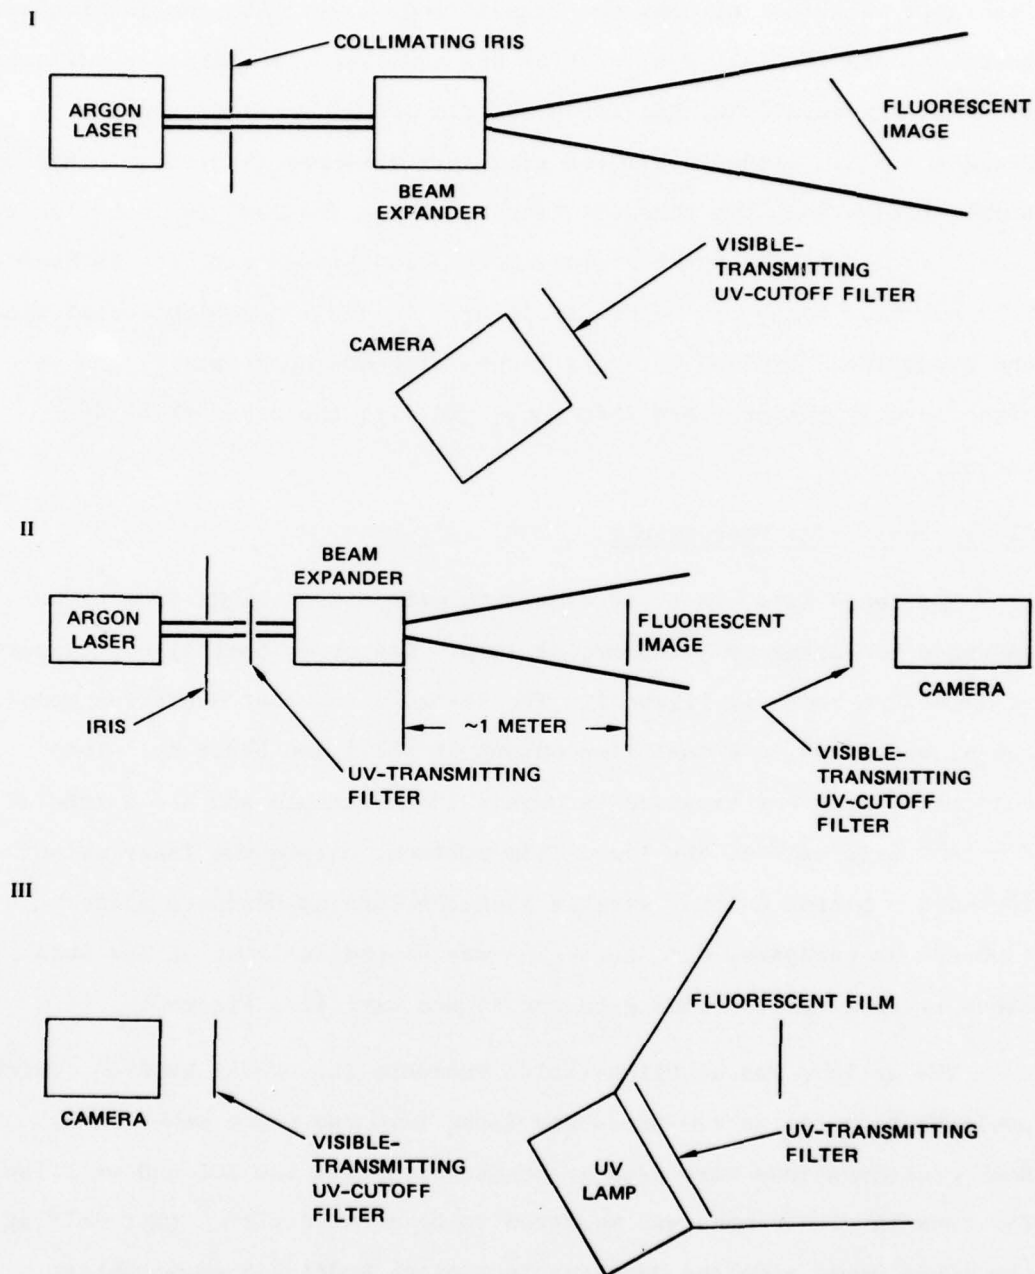 I
COLLIMATING IRIS
ARGON
LASER
FLUORESCENT
IMAGE
BEAM
EXPANDER
VISIBLE-
TRANSMITTING
UV-CUTOFF FILTER
CAMERA
II
BEAM
EXPANDER
ARGON
LASER
FLUORESCENT
IMAGE
CAMERA
IRIS
~1 METER
UV-TRANSMITTING
FILTER
VISIBLE-
TRANSMITTING
UV-CUTOFF
FILTER
III
FLUORESCENT FILM
CAMERA
VISIBLE-
TRANSMITTING
UV-CUTOFF
FILTER
UV
LAMP
UV-TRANSMITTING
FILTER